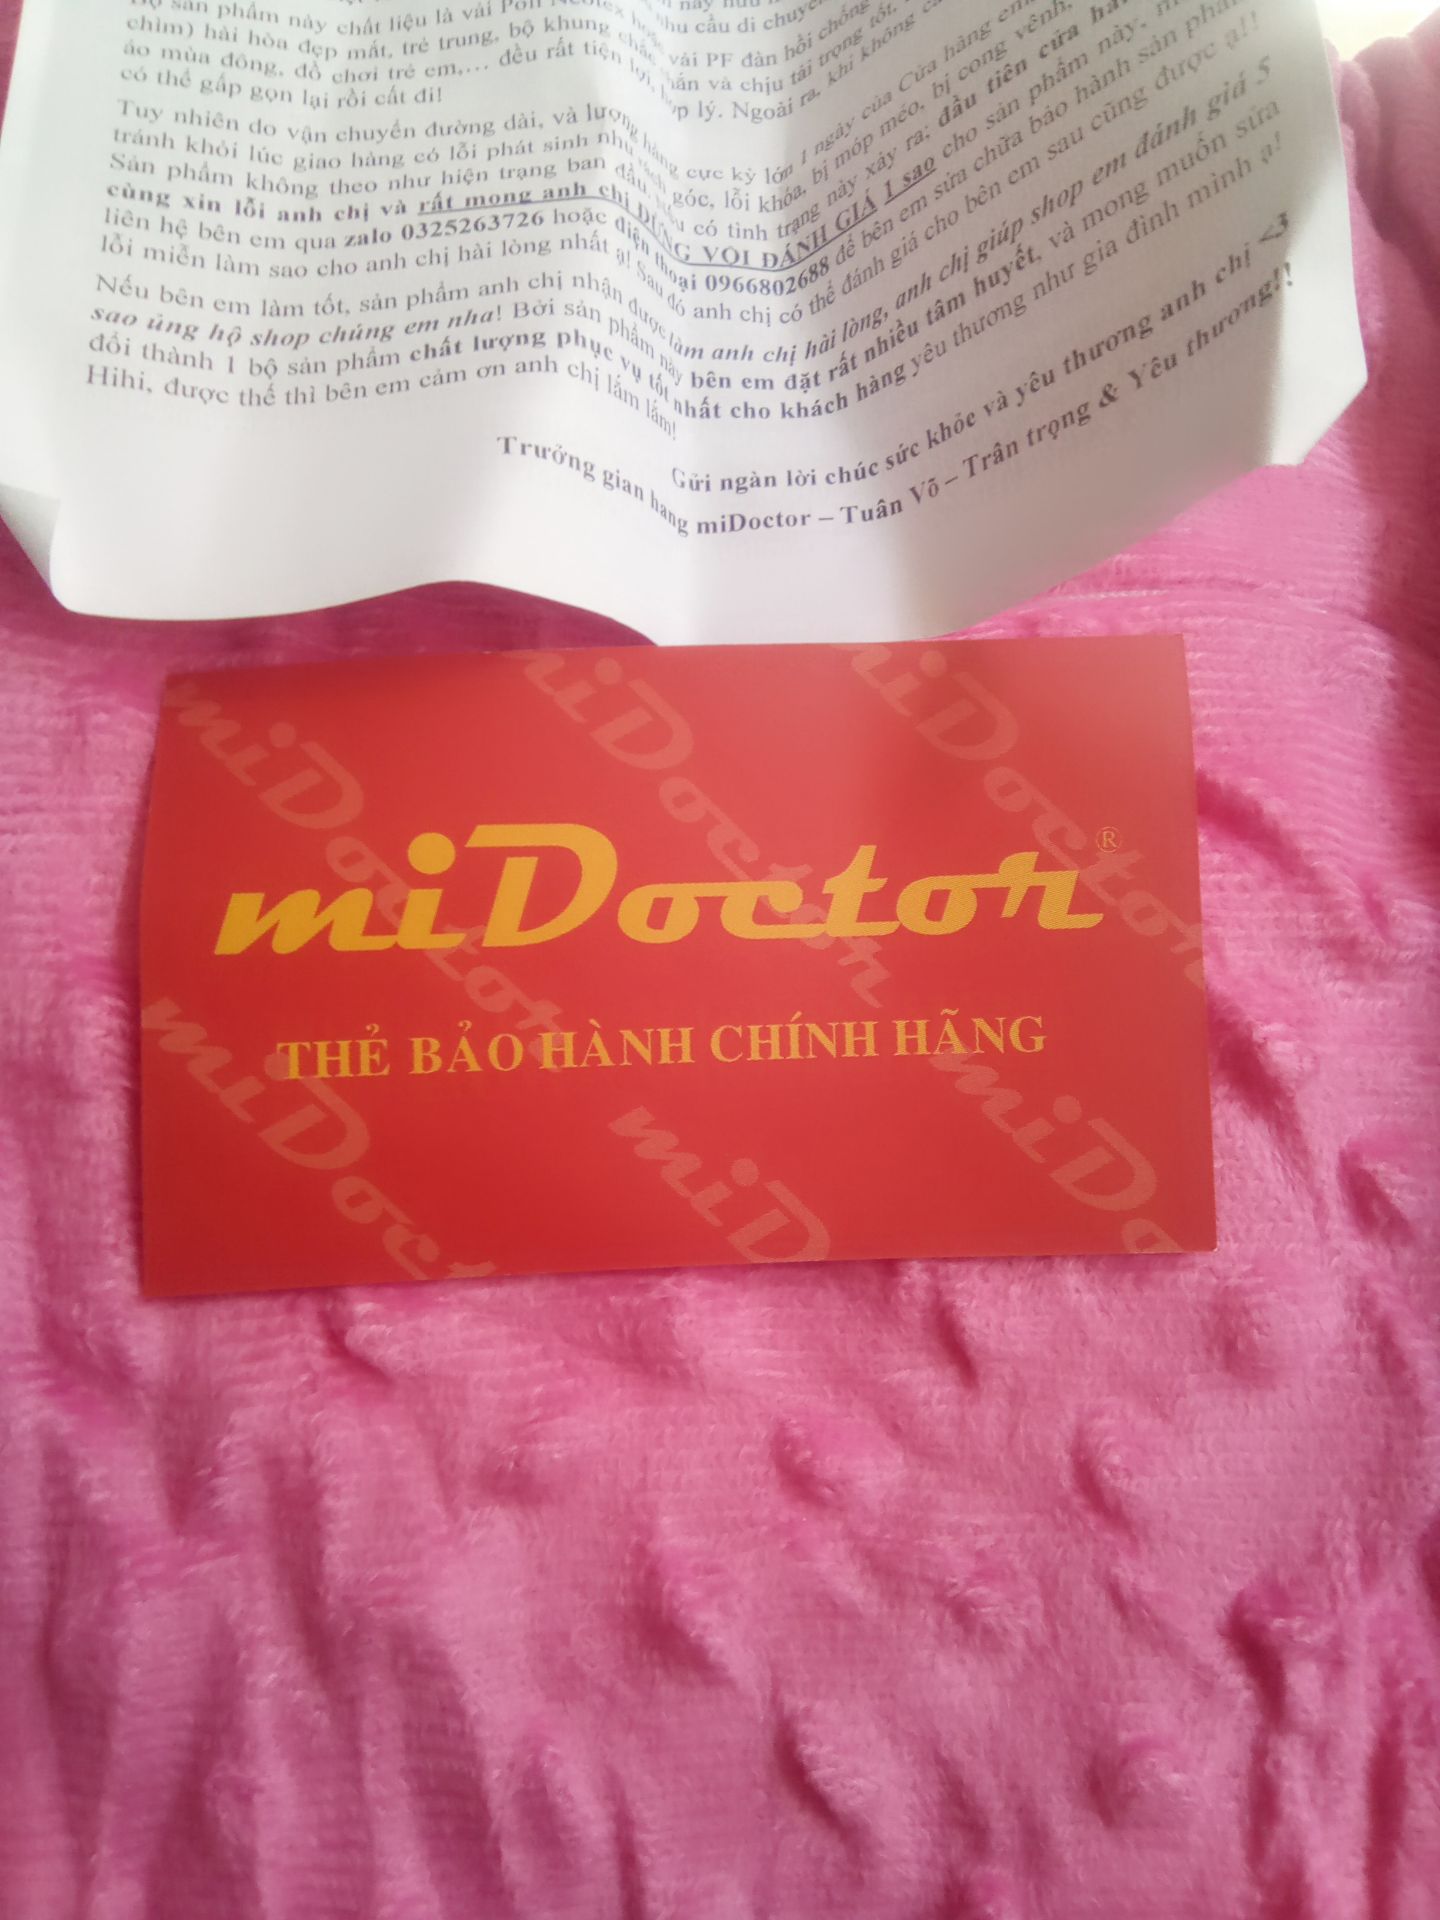 Bộ sản phẩm này chất liệu là vải Poli
nhu cầu di chuyển
chìm) hài hòa đẹp mắt, trẻ trung, bộ khung chắc chắn và chịu tải trọng tốt.
áo mùa đông, đồ chơi trẻ em,... đều rất tiện lợi, hợp lý. Ngoài ra, khi không
có thể gấp gọn lại rồi cất đi!
Tuy nhiên do vận chuyển đường dài, và lượng hàng cực kỳ lớn 1 ngày của Cửa hàng em
tránh khỏi lúc giao hàng có lỗi phát sinh như rách góc, lỗi khóa, bị móp méo, bị cong vênh,
Sản phẩm không theo như hiện trạng ban đầu. Nếu có tình trạng này xảy ra; đầu tiên cửa
cùng xin lỗi anh chị và rất mong anh chị ĐỪNG VỘI ĐÁNH GIÁ 1 sao cho sản phẩm này,
liên hệ bên em qua zalo 0325263726 hoặc điện thoại 0966802688 để bên em sửa chữa bảo hành sản phẩm
lỗi miễn làm sao cho anh chị hài lòng nhất ạ! Sau đó anh chị có thể đánh giá cho bên em sau cũng được ạ!!
Nếu bên em làm tốt, sản phẩm anh chị nhận được làm anh chị hài lòng, anh chị giúp shop em đánh giá 5
sao ủng hộ shop chúng em nha! Bởi sản phẩm này bên em đặt rất nhiều tâm huyết, và mong muốn sửa
đổi thành 1 bộ sản phẩm chất lượng phục vụ tốt nhất cho khách hàng yêu thương như gia đình mình ạ!
Hihi, được thế thì bên em cảm ơn anh chị lắm lắm!
Gửi ngàn lời chúc sức khỏe và yêu thương anh chị <3
Trưởng gian hang miDoctor – Tuân Võ – Trân trọng & Yêu thương!!
miDoctor®
THẺ BẢO HÀNH CHÍNH HÃNG